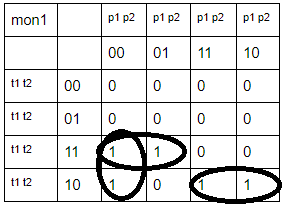 mon1 p1 p2 p1 p2 p1 p2 p1 p2
00 01 11 10
t1 t2 00 0 0 0 0
t1 t2 01 0 0 0 0
t1 t2 11 1 1 0 0
t1 t2 10 1 0 1 1